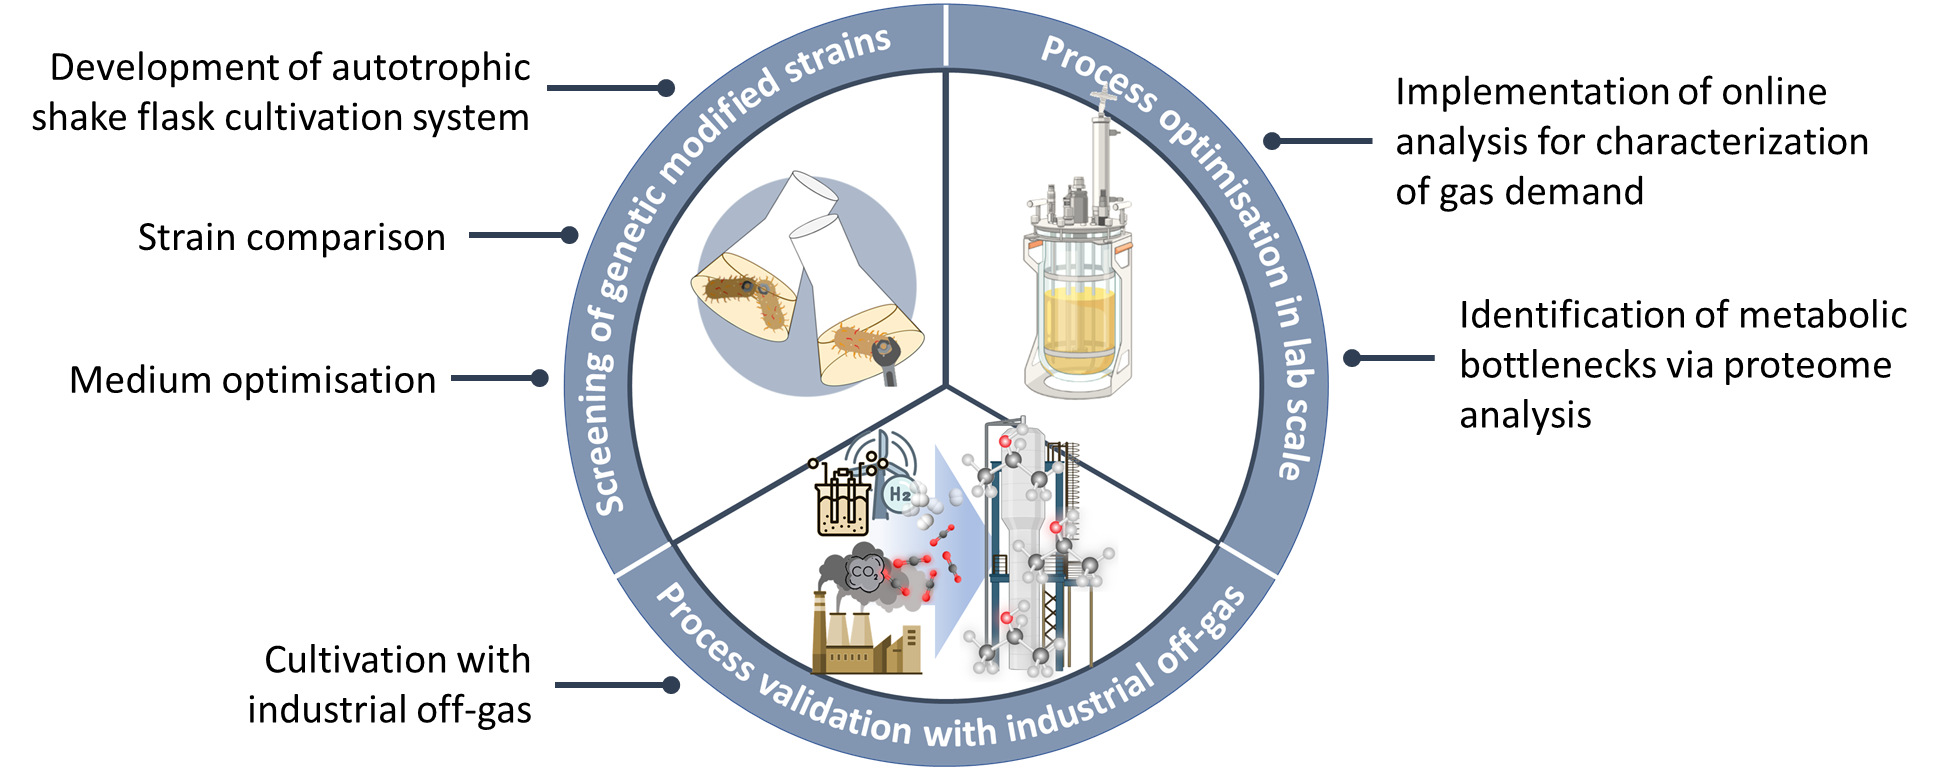 Development of autotrophic
shake flask cultivation system
Strain comparison
Medium optimisation
Screening of genetic modified strains
Process optimisation in lab scale
Implementation of online
analysis for characterization
of gas demand
Identification of metabolic
bottlenecks via proteome
analysis
H₂
CO₂
Process validation with industrial off-gas
Cultivation with
industrial off-gas